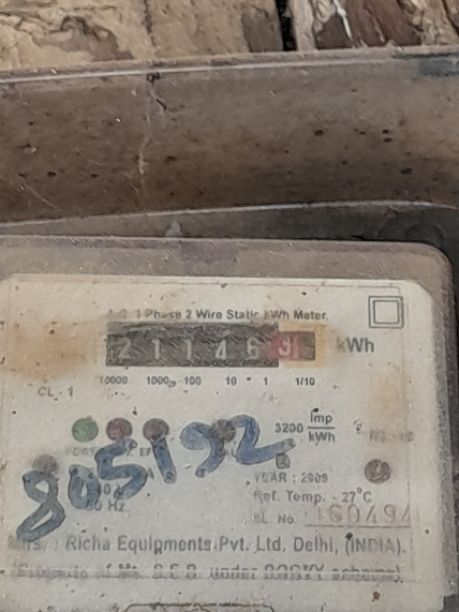 1 Phase 2 Wire Static kWh Meter
2 1 1 4 6 3 kWh
10000 1000 100 10 1 1/10
CL. 1
3200 Imp/kWh
805192
YEAR : 2009
Ref. Temp. - 27°C
SL No. 160494
Richa Equipments Pvt. Ltd. Delhi, (INDIA).